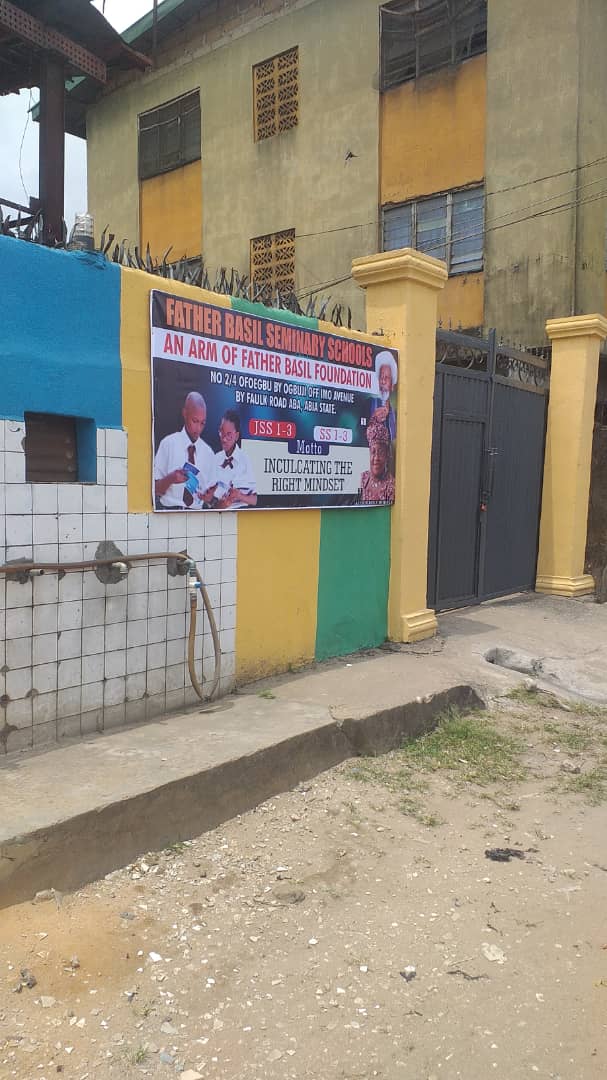 FATHER BASIL SEMINARY SCHOOLS
AN ARM OF FATHER BASIL FOUNDATION
NO 2/4 OFOEGBU BY OGBUJI OFF IMO AVENUE
BY FAULK ROAD ABA, ABIA STATE.
JSS 1-3 SS 1-3
Motto
INCULCATING THE
RIGHT MINDSET